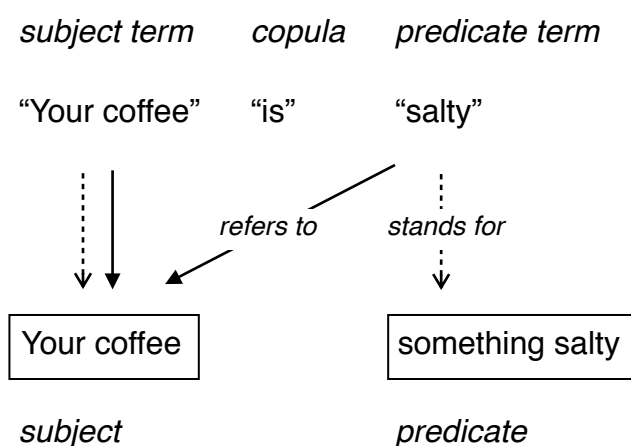 subject term copula predicate term
“Your coffee” “is” “salty”
refers to stands for
Your coffee something salty
subject predicate